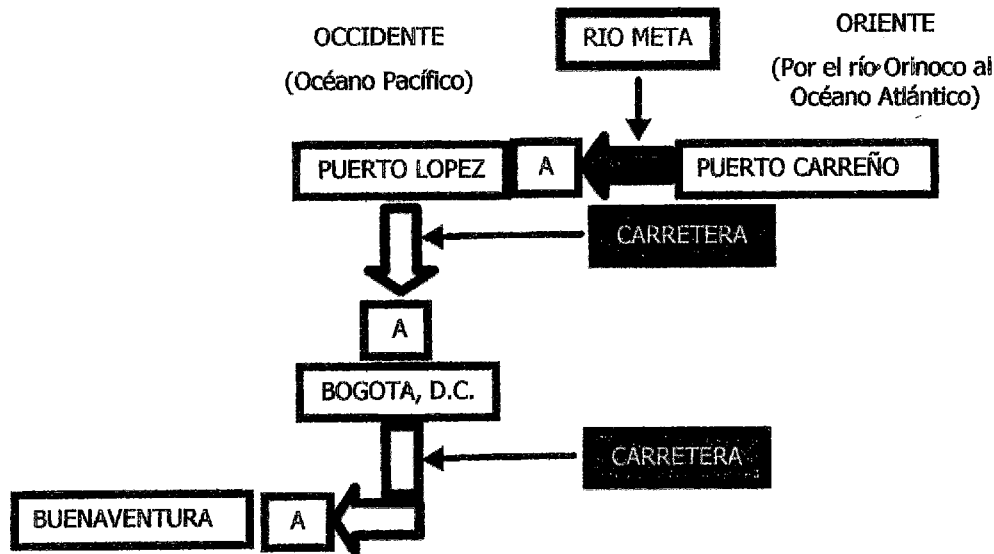 OCCIDENTE
(Océano Pacífico)
RIO META
ORIENTE
(Por el río Orinoco al
Océano Atlántico)
PUERTO LOPEZ
A
PUERTO CARREÑO
CARRETERA
A
BOGOTA, D.C.
CARRETERA
BUENAVENTURA
A